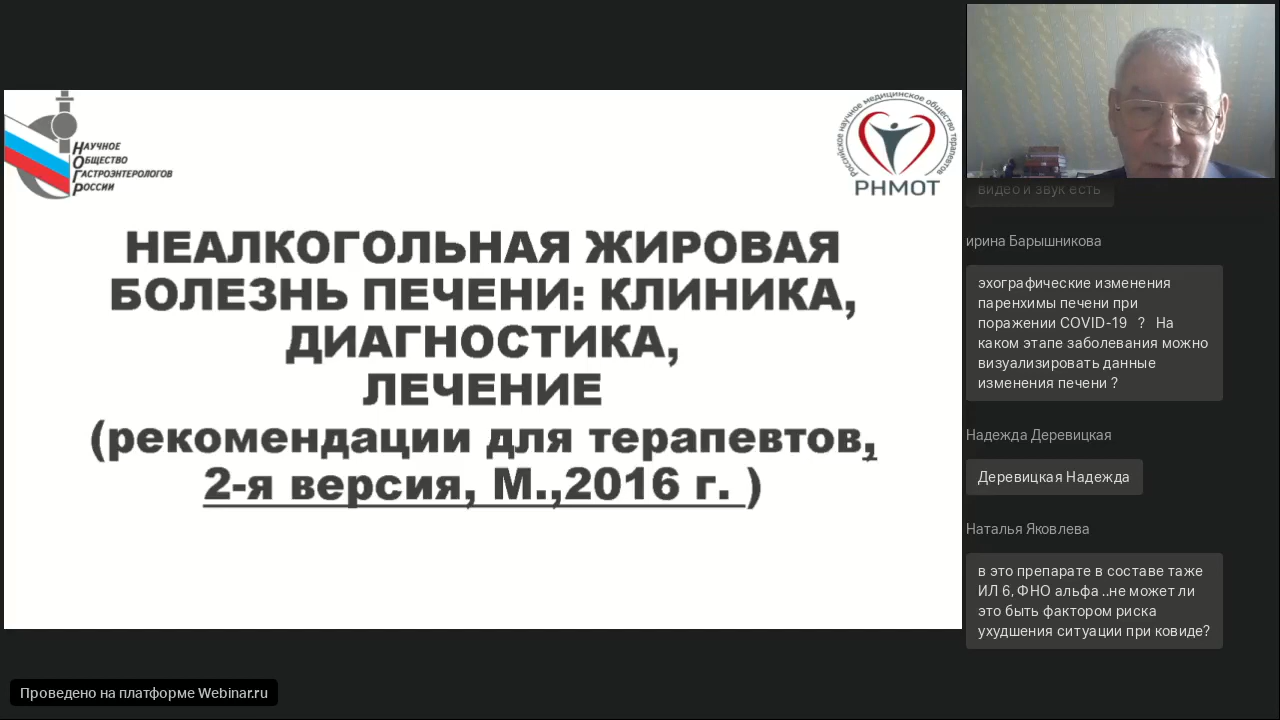 НАУЧНОЕ
ОБЩЕСТВО
ГАСТРОЭНТЕРОЛОГОВ
РОССИИ
Российское научное медицинское общество терапевтов
РНМОТ
НЕАЛКОГОЛЬНАЯ ЖИРОВАЯ
БОЛЕЗНЬ ПЕЧЕНИ: КЛИНИКА,
ДИАГНОСТИКА,
ЛЕЧЕНИЕ
(рекомендации для терапевтов,
2-я версия, М.,2016 г. )
видео и звук есть
ирина Барышникова
эхографические изменения
паренхимы печени при
поражении COVID-19 ? На
каком этапе заболевания можно
визуализировать данные
изменения печени ?
Надежда Деревицкая
Деревицкая Надежда
Наталья Яковлева
в это препарате в составе таже
ИЛ 6, ФНО альфа ..не может ли
это быть фактором риска
ухудшения ситуации при ковиде?
Проведено на платформе Webinar.ru